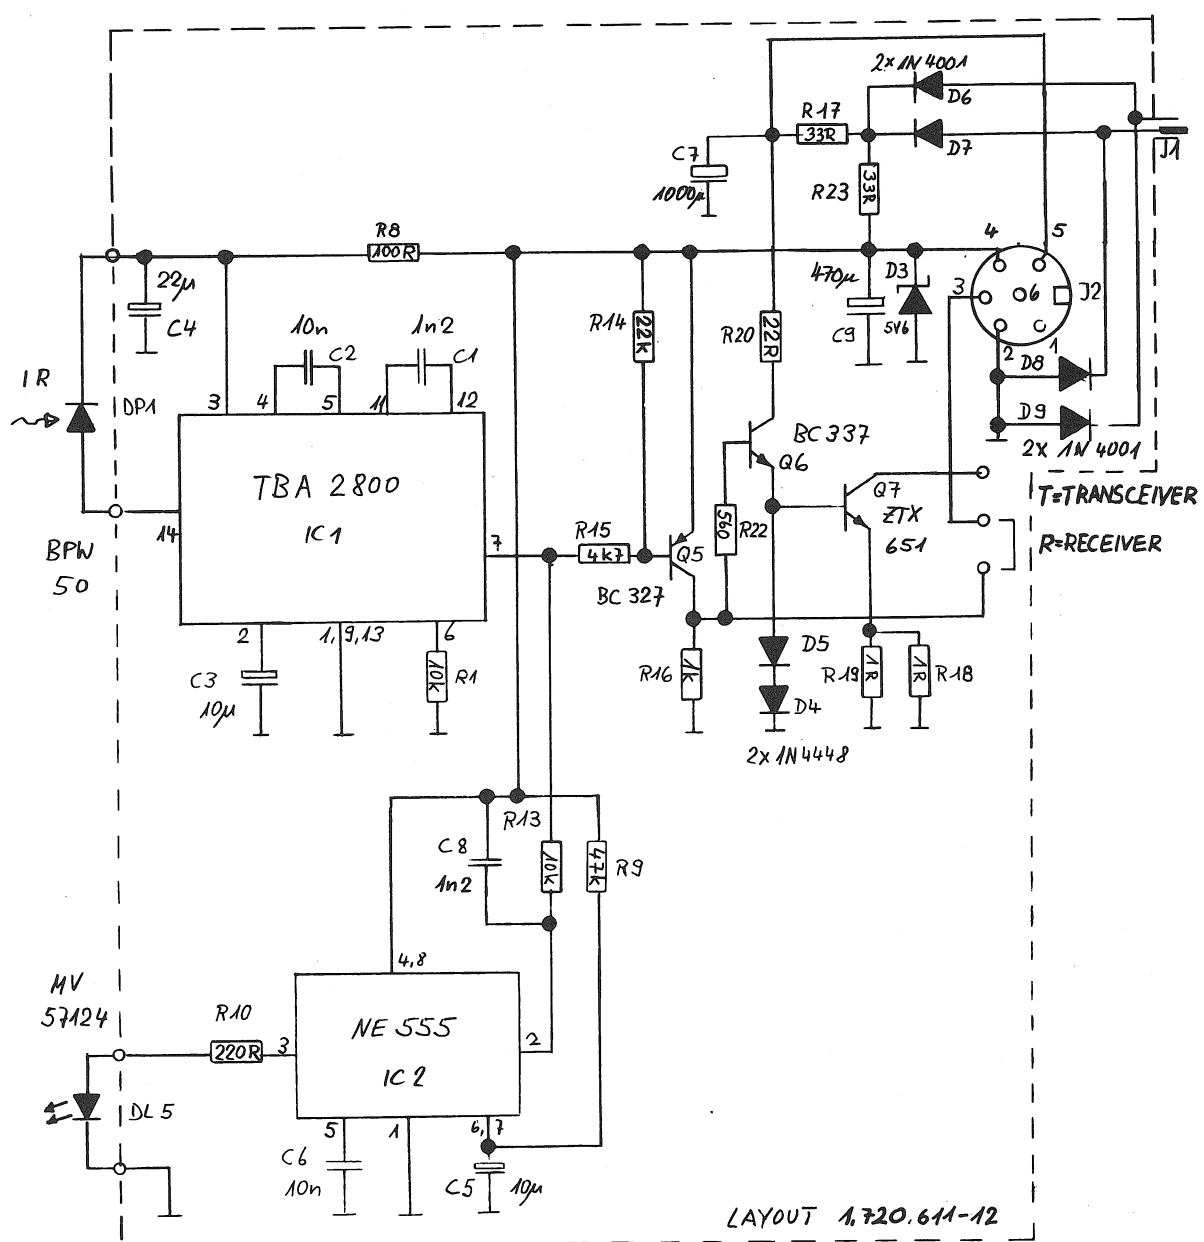 2x 1N 4001
D6
R17
33R
D7
J1
C7
1000µ
R23
33R
R8
100R
4
5
22µ
C4
470µ
D3
3
6
J2
10n
C2
1n2
C1
R14
22K
R20
22R
C9
5V6
2
1
D8
IR
DP1
3
4
5
11
12
D9
BC 337
Q6
2x 1N 4001
TBA 2800
IC1
Q7
ZTX
651
T=TRANSCEIVER
14
7
R15
4k7
Q5
560
R22
R=RECEIVER
BPW
50
BC 327
2
1,9,13
6
C3
10µ
10k
R1
R16
1k
D5
R19
1R
1R
R18
D4
2x 1N4448
R13
C8
1n2
10k
47k
R9
4,8
MV
57124
R10
220R
3
NE 555
IC 2
2
DL 5
5
1
6, 7
C6
10n
C5
10µ
LAYOUT 1.720.611-12